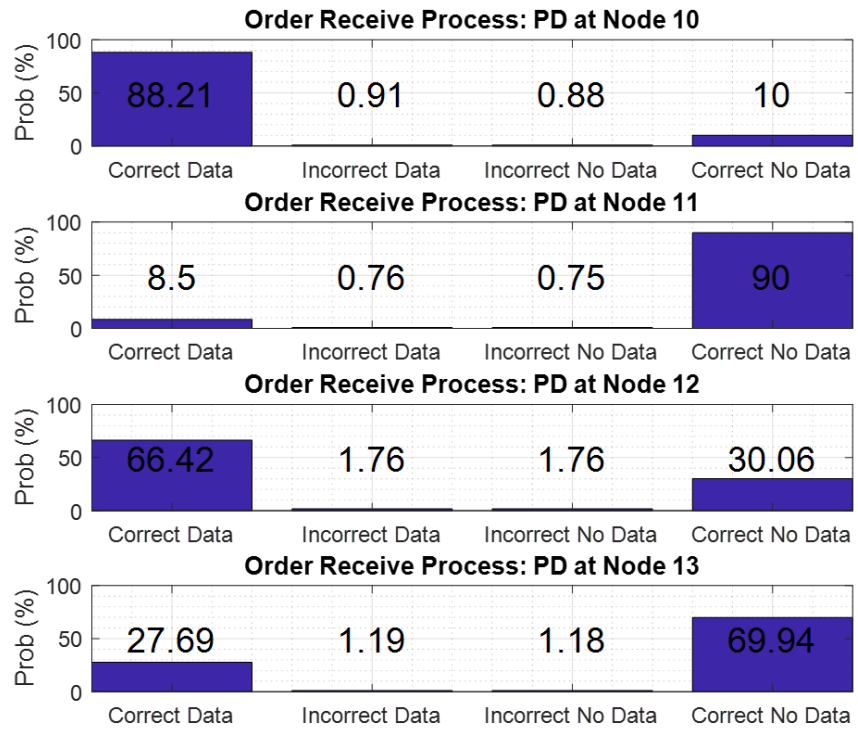 Order Receive Process: PD at Node 10
Prob (%)
100
50
0
88.21 0.91 0.88 10
Correct Data Incorrect Data Incorrect No Data Correct No Data
Order Receive Process: PD at Node 11
Prob (%)
100
50
0
8.5 0.76 0.75 90
Correct Data Incorrect Data Incorrect No Data Correct No Data
Order Receive Process: PD at Node 12
Prob (%)
100
50
0
66.42 1.76 1.76 30.06
Correct Data Incorrect Data Incorrect No Data Correct No Data
Order Receive Process: PD at Node 13
Prob (%)
100
50
0
27.69 1.19 1.18 69.94
Correct Data Incorrect Data Incorrect No Data Correct No Data